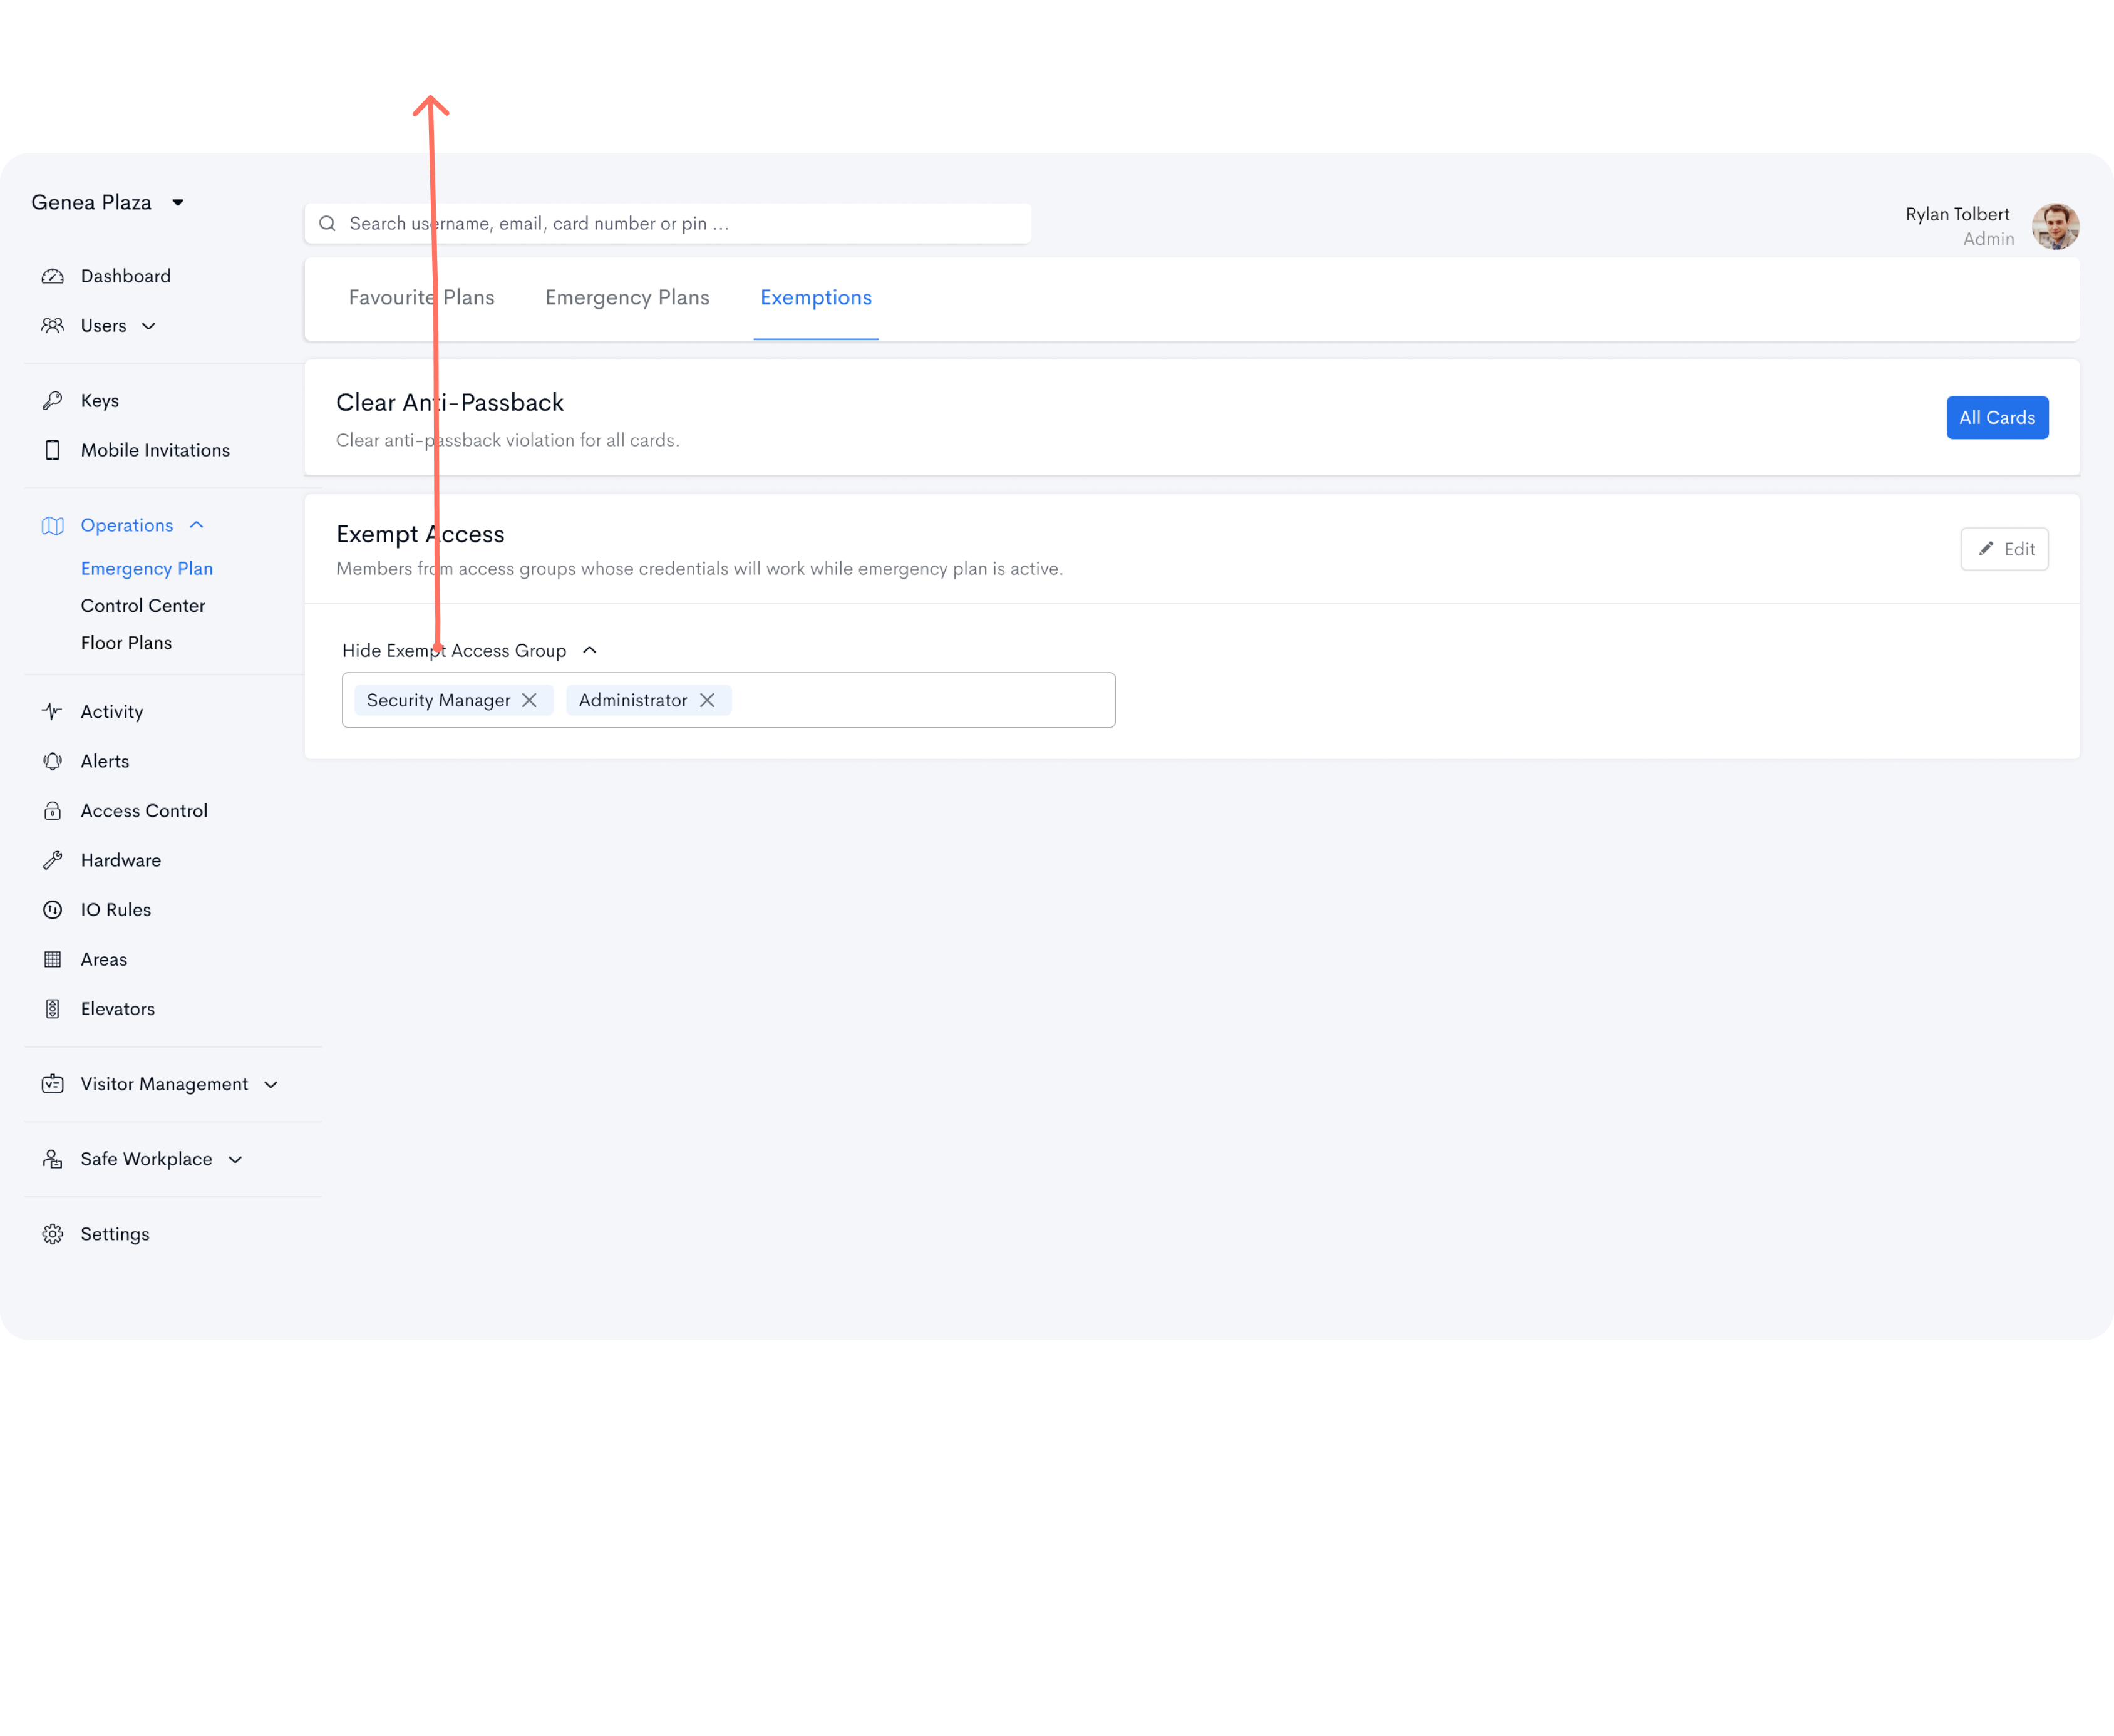 Genea Plaza
Search username, email, card number or pin ...
Rylan Tolbert
Admin
Dashboard
Users
Keys
Mobile Invitations
Operations
Emergency Plan
Control Center
Floor Plans
Activity
Alerts
Access Control
Hardware
IO Rules
Areas
Elevators
Visitor Management
Safe Workplace
Settings
Favourite Plans
Emergency Plans
Exemptions
Clear Anti-Passback
Clear anti-passback violation for all cards.
All Cards
Exempt Access
Members from access groups whose credentials will work while emergency plan is active.
Edit
Hide Exempt Access Group
Security Manager
Administrator